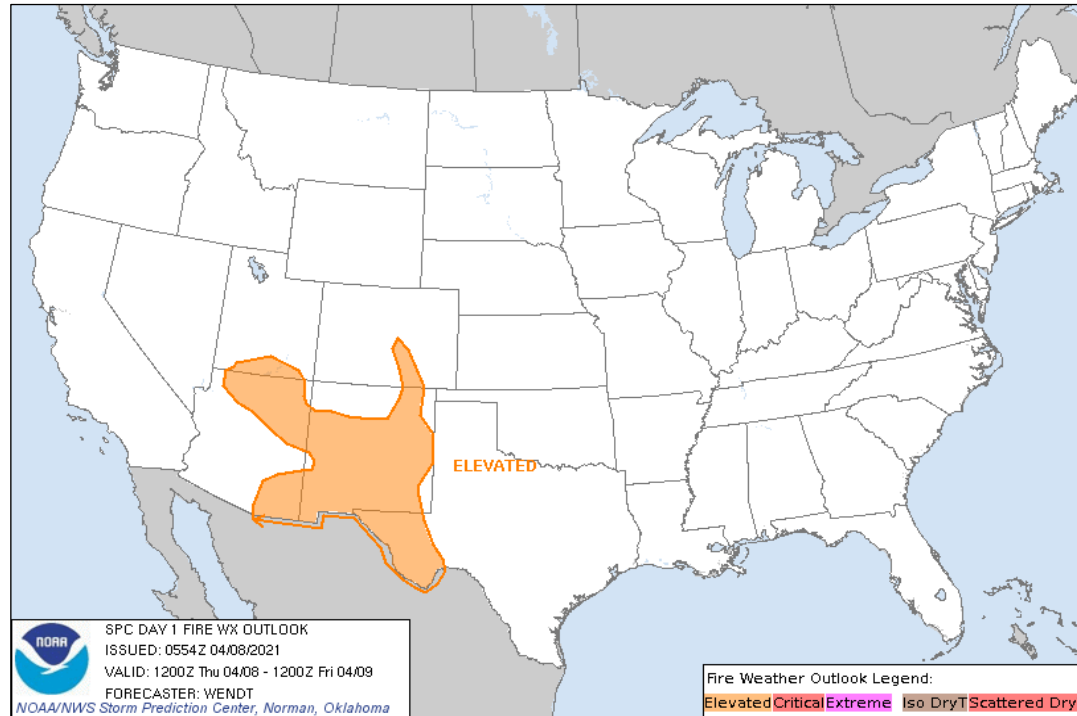 ELEVATED
NOAA
SPC DAY 1 FIRE WX OUTLOOK
ISSUED: 0554Z 04/08/2021
VALID: 1200Z Thu 04/08 - 1200Z Fri 04/09
FORECASTER: WENDT
NOAA/NWS Storm Prediction Center, Norman, Oklahoma
Fire Weather Outlook Legend:
Elevated Critical Extreme Iso DryT Scattered Dry